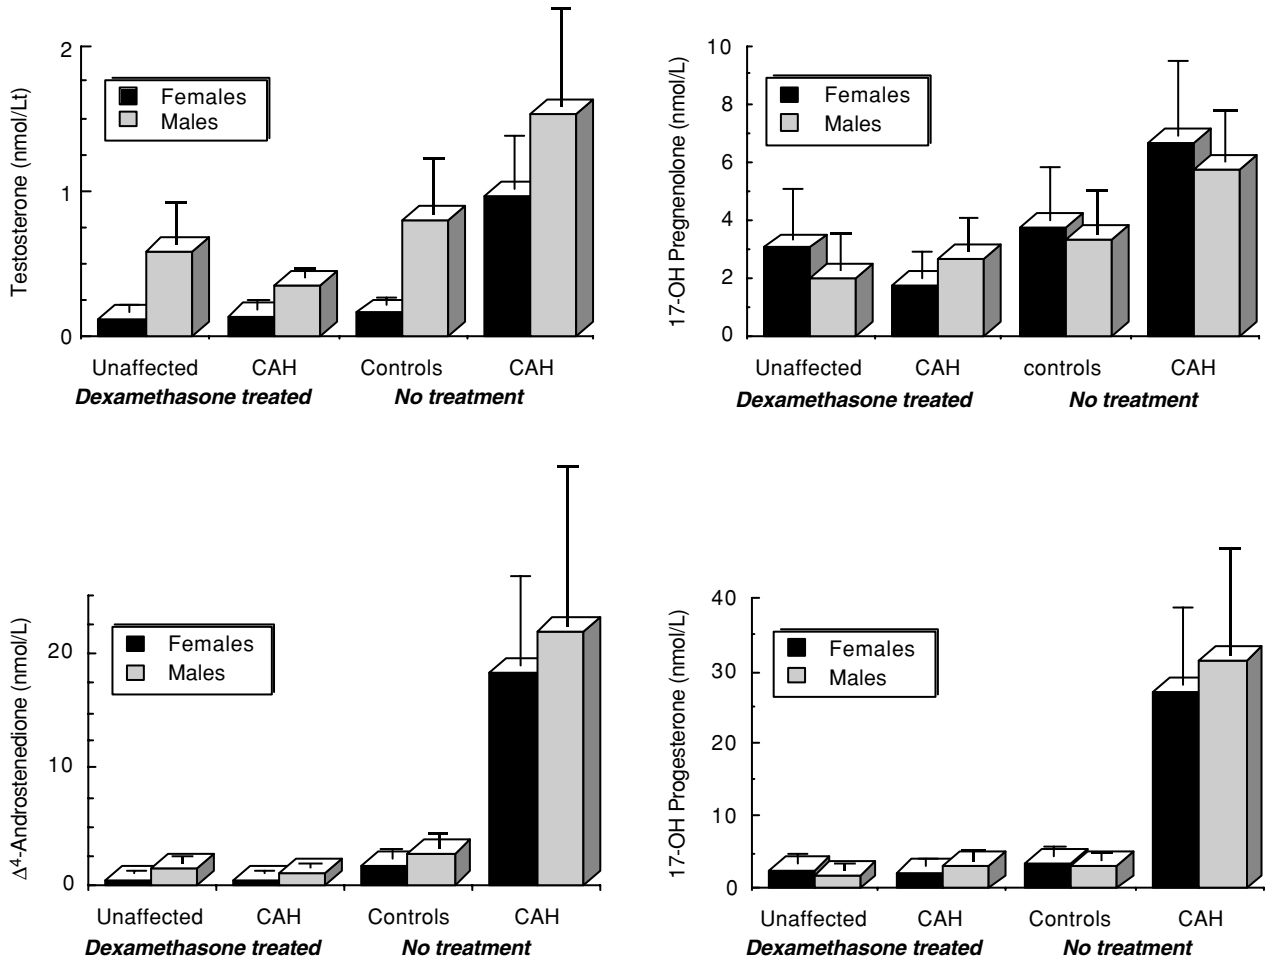 Testosterone (nmol/Lt)
2
1
0
Females
Males
Unaffected CAH Controls CAH
Dexamethasone treated No treatment
17-OH Pregnenolone (nmol/L)
10
8
6
4
2
0
Females
Males
Unaffected CAH controls CAH
Dexamethasone treated No treatment
Δ⁴-Androstenedione (nmol/L)
20
10
0
Females
Males
Unaffected CAH Controls CAH
Dexamethasone treated No treatment
17-OH Progesterone (nmol/L)
40
30
20
10
0
Females
Males
Unaffected CAH Controls CAH
Dexamethasone treated No treatment